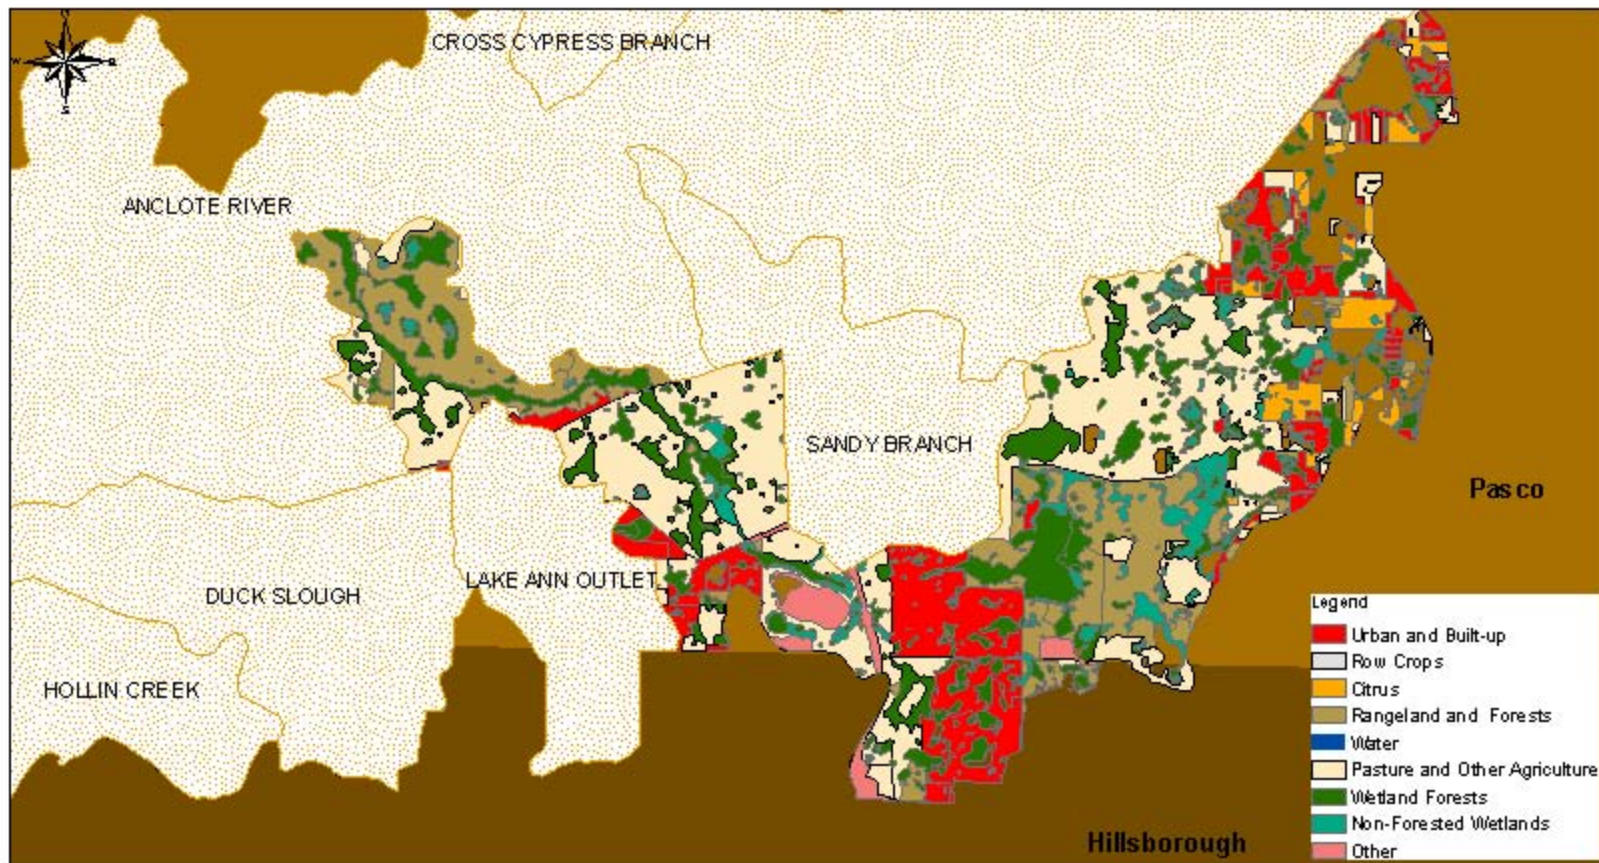 CROSS CYPRESS BRANCH
W
S
ANCLOTE RIVER
SANDY BRANCH
Pasco
LAKE ANN OUTLET
DUCK SLOUGH
HOLLIN CREEK
Legend
Urban and Built-up
Row Crops
Citrus
Rangeland and Forests
Water
Pasture and Other Agriculture
Wetland Forests
Non-Forested Wetlands
Other
Hillsborough